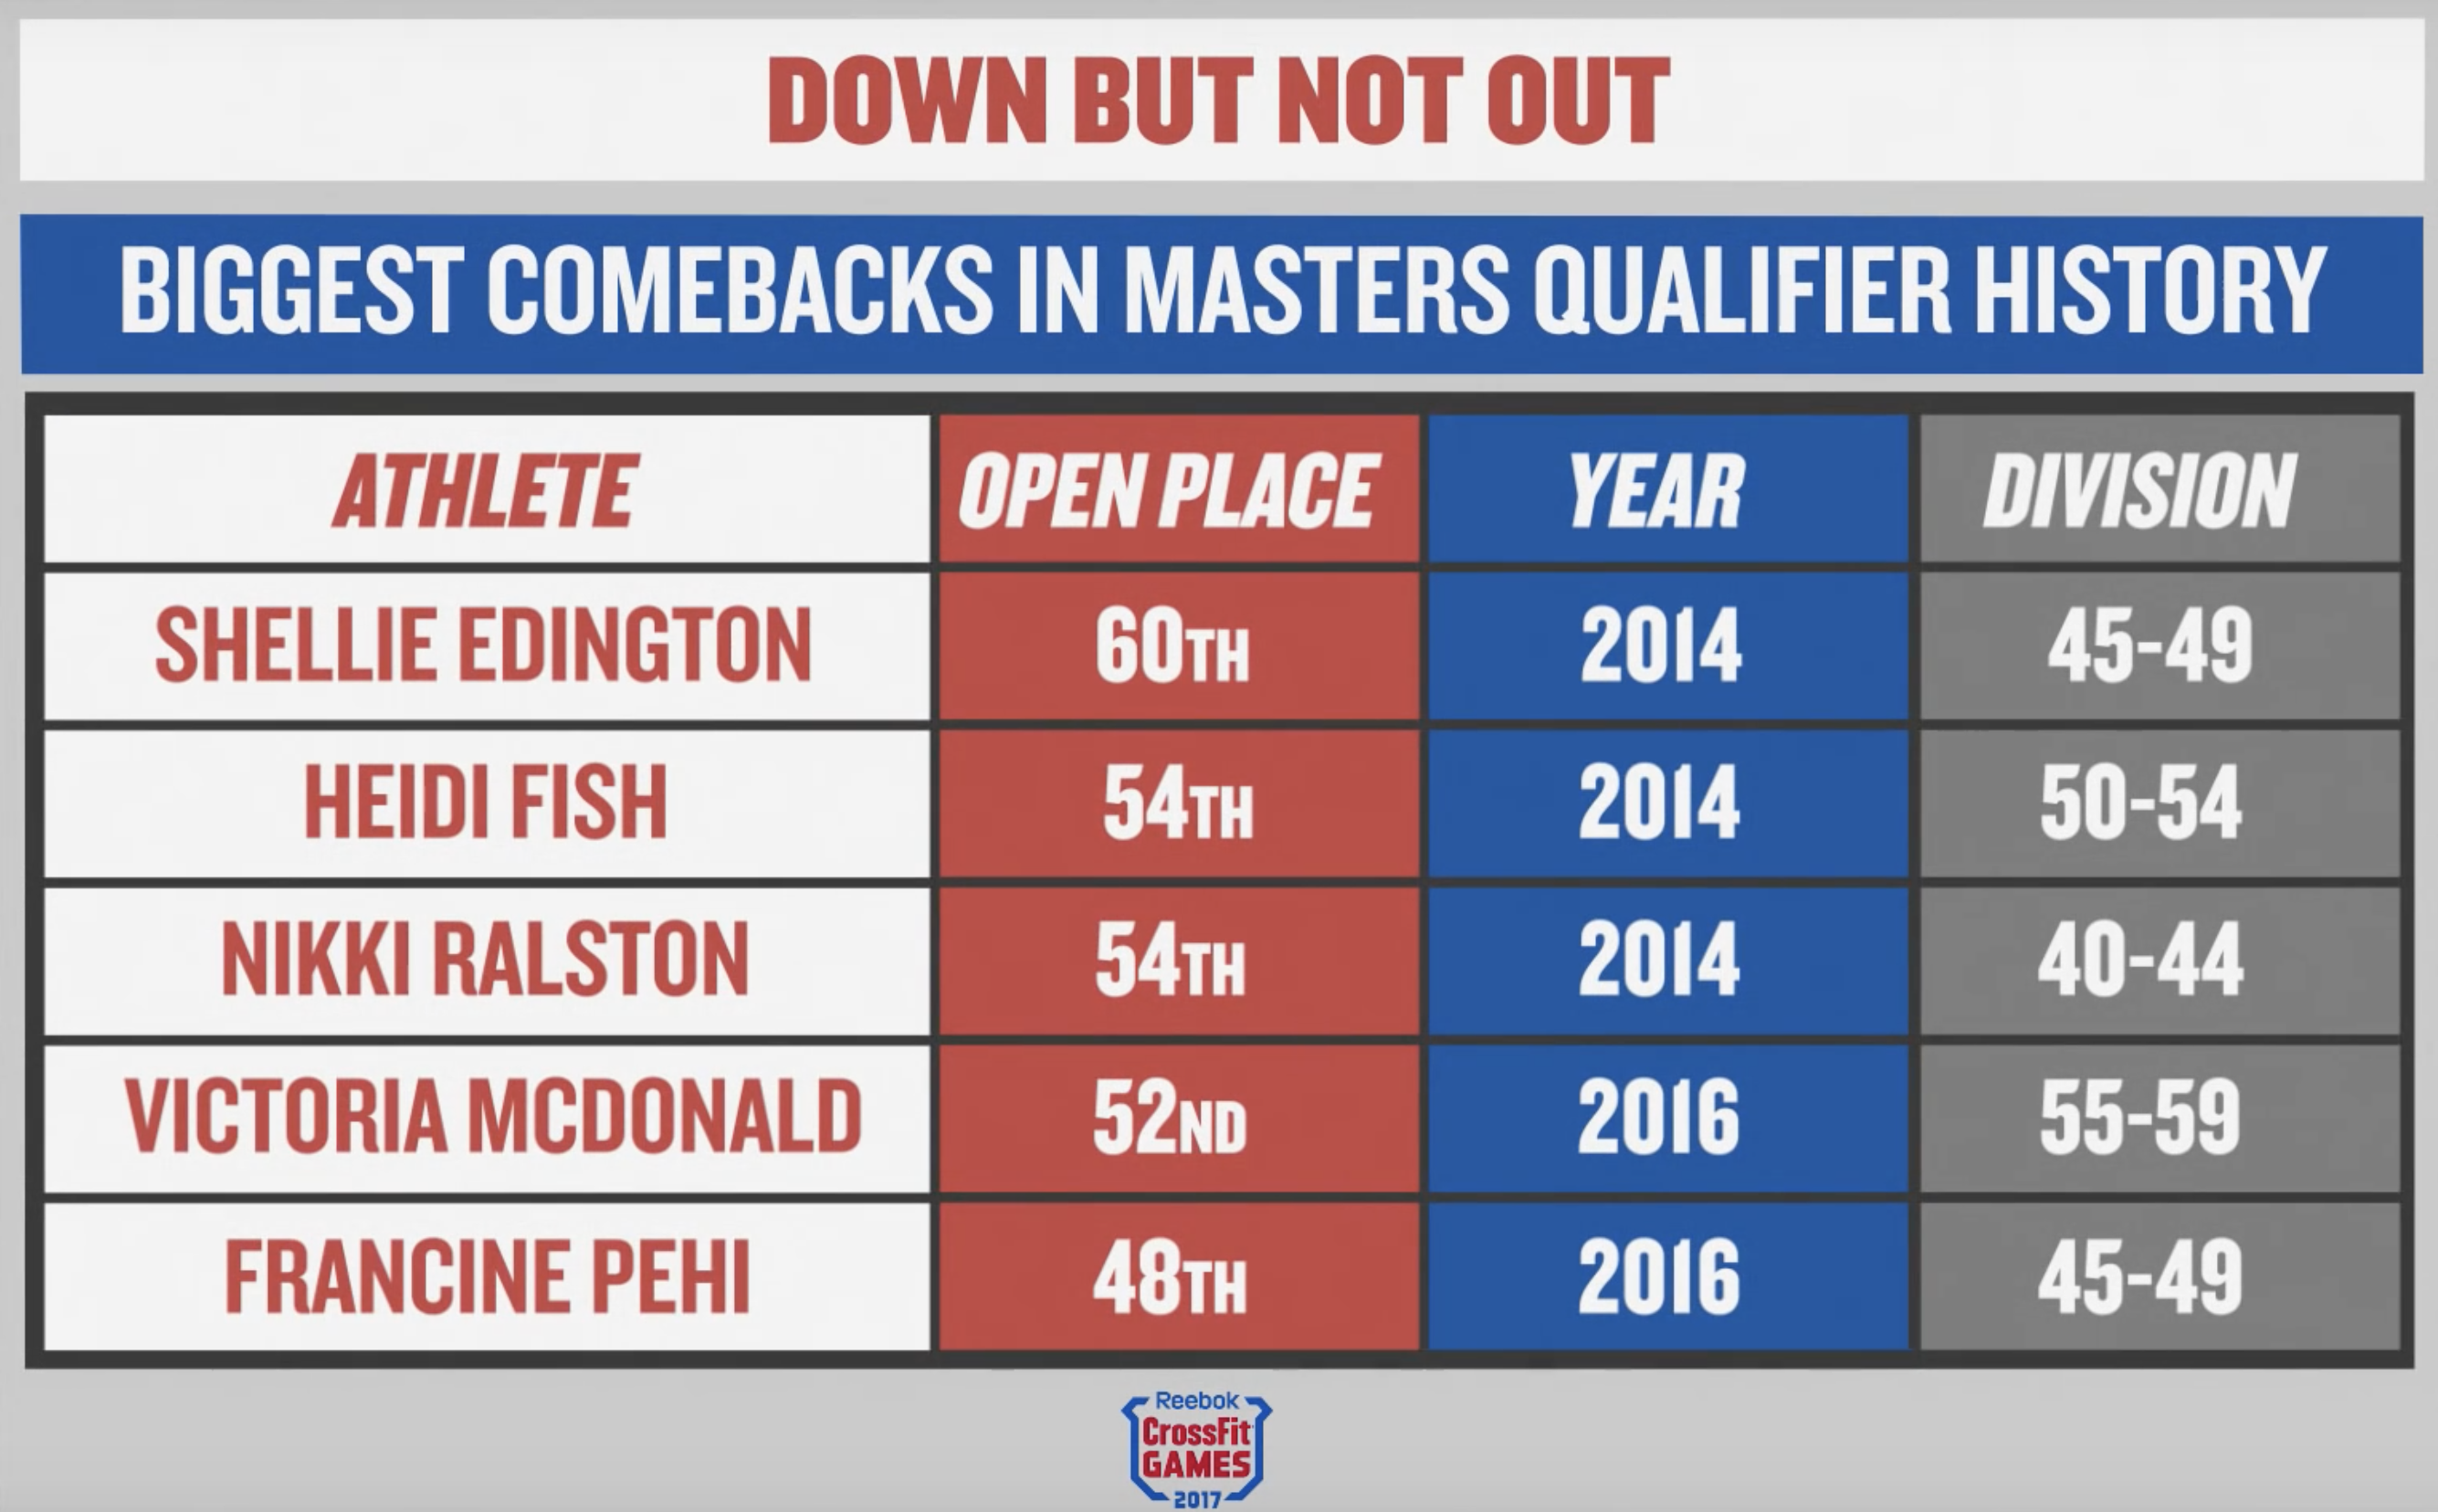 DOWN BUT NOT OUT
BIGGEST COMEBACKS IN MASTERS QUALIFIER HISTORY
ATHLETE OPEN PLACE YEAR DIVISION
SHELLIE EDINGTON 60TH 2014 45-49
HEIDI FISH 54TH 2014 50-54
NIKKI RALSTON 54TH 2014 40-44
VICTORIA MCDONALD 52ND 2016 55-59
FRANCINE PEHI 48TH 2016 45-49
Reebok
CrossFit
GAMES
2017